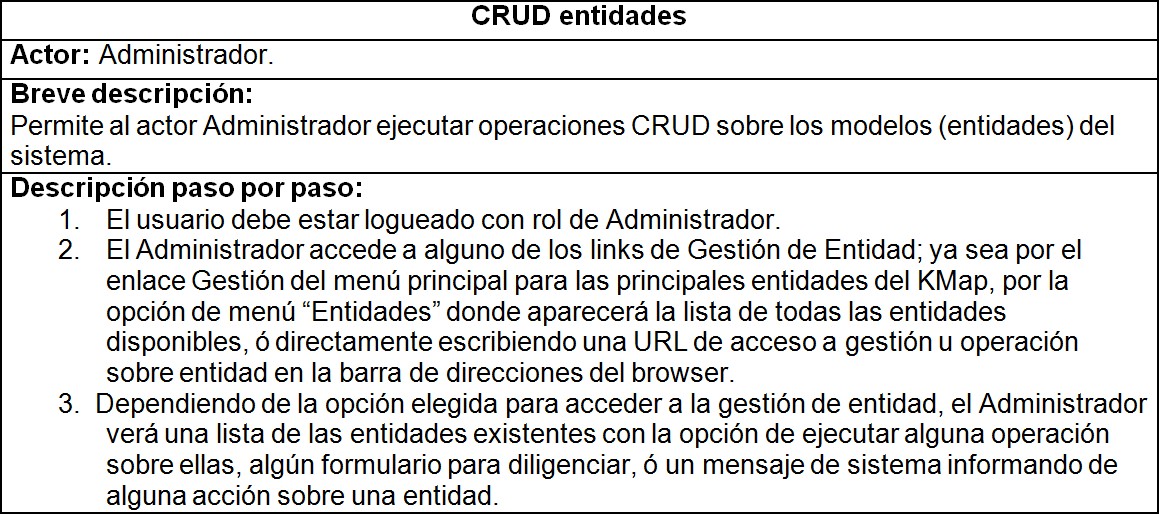 CRUD entidades
Actor: Administrador.
Breve descripción:
Permite al actor Administrador ejecutar operaciones CRUD sobre los modelos (entidades) del
sistema.
Descripción paso por paso:
1. El usuario debe estar logueado con rol de Administrador.
2. El Administrador accede a alguno de los links de Gestión de Entidad; ya sea por el
enlace Gestión del menú principal para las principales entidades del KMap, por la
opción de menú “Entidades” donde aparecerá la lista de todas las entidades
disponibles, ó directamente escribiendo una URL de acceso a gestión u operación
sobre entidad en la barra de direcciones del browser.
3. Dependiendo de la opción elegida para acceder a la gestión de entidad, el Administrador
verá una lista de las entidades existentes con la opción de ejecutar alguna operación
sobre ellas, algún formulario para diligenciar, ó un mensaje de sistema informando de
alguna acción sobre una entidad.